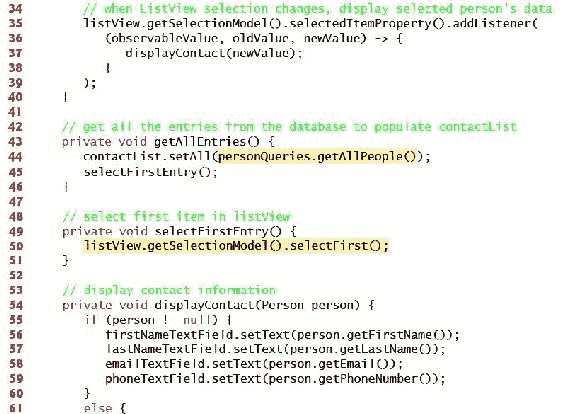 34 // when ListView selection changes, display selected person's data
35 listView.getSelectionModel().selectedItemProperty().addListener(
36 (observableValue, oldValue, newValue) -> {
37 displayContact(newValue);
38 }
39 );
40 }
41
42 // get all the entries from the database to populate contactList
43 private void getAllEntries() {
44 contactList.setAll(personQueries.getAllPeople());
45 selectFirstEntry();
46 }
47
48 // select first item in listView
49 private void selectFirstEntry() {
50 listView.getSelectionModel().selectFirst();
51 }
52
53 // display contact information
54 private void displayContact(Person person) {
55 if (person != null) {
56 firstNameTextField.setText(person.getFirstName());
57 lastNameTextField.setText(person.getLastName());
58 emailTextField.setText(person.getEmail());
59 phoneTextField.setText(person.getPhoneNumber());
60 }
61 else {